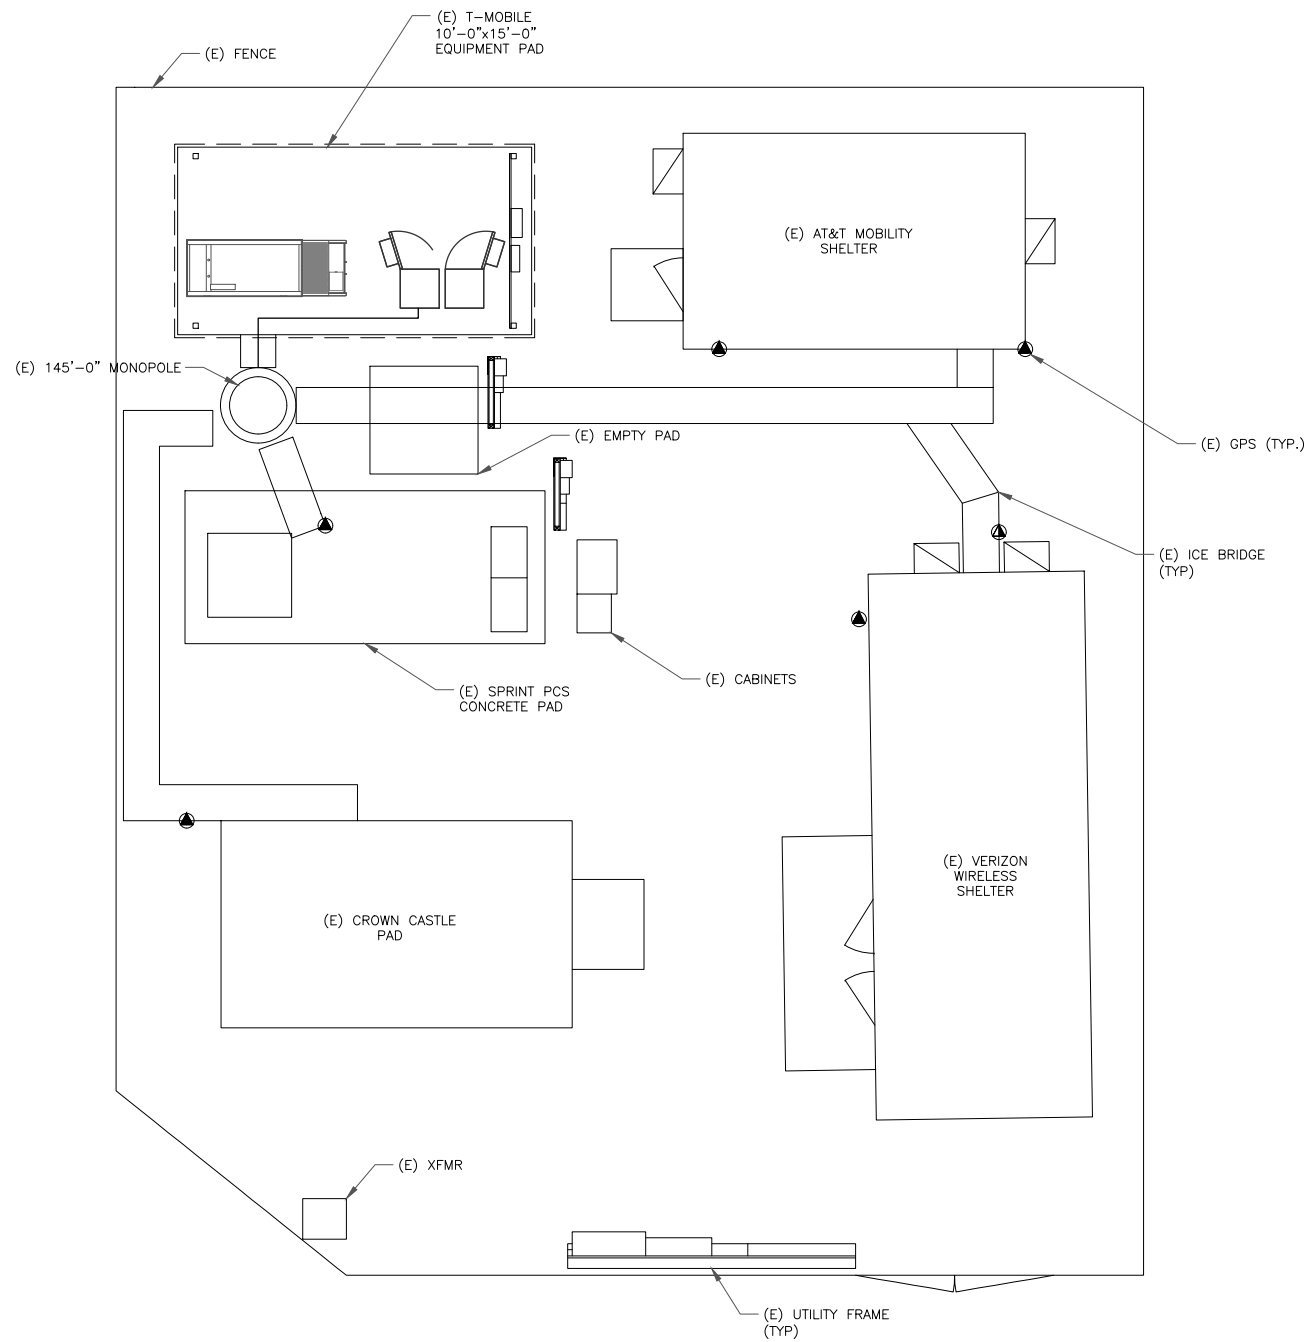 (E) T-MOBILE
10'-0"x15'-0"
EQUIPMENT PAD
(E) FENCE
(E) AT&T MOBILITY
SHELTER
(E) 145'-0" MONOPOLE
(E) EMPTY PAD
(E) GPS (TYP.)
(E) ICE BRIDGE
(TYP)
(E) CABINETS
(E) SPRINT PCS
CONCRETE PAD
(E) VERIZON
WIRELESS
SHELTER
(E) CROWN CASTLE
PAD
(E) XFMR
(E) UTILITY FRAME
(TYP)